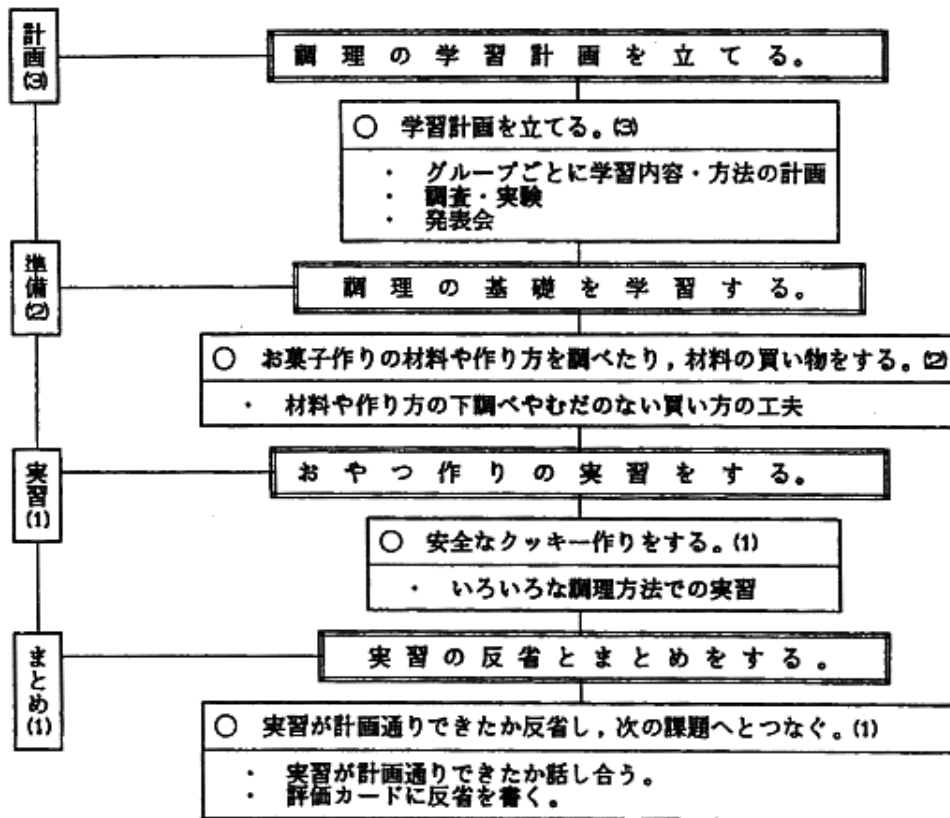 計画(3)
調理の学習計画を立てる。
○ 学習計画を立てる。(3)
・ グループごとに学習内容・方法の計画
・ 調査・実験
・ 発表会
準備(2)
調理の基礎を学習する。
○ お菓子作りの材料や作り方を調べたり,材料の買い物をする。(2)
・ 材料や作り方の下調べやむだのない買い方の工夫
実習(1)
おやつ作りの実習をする。
○ 安全なクッキー作りをする。(1)
・ いろいろな調理方法での実習
まとめ(1)
実習の反省とまとめをする。
○ 実習が計画通りできたか反省し,次の課題へとつなぐ。(1)
・ 実習が計画通りできたか話し合う。
・ 評価カードに反省を書く。